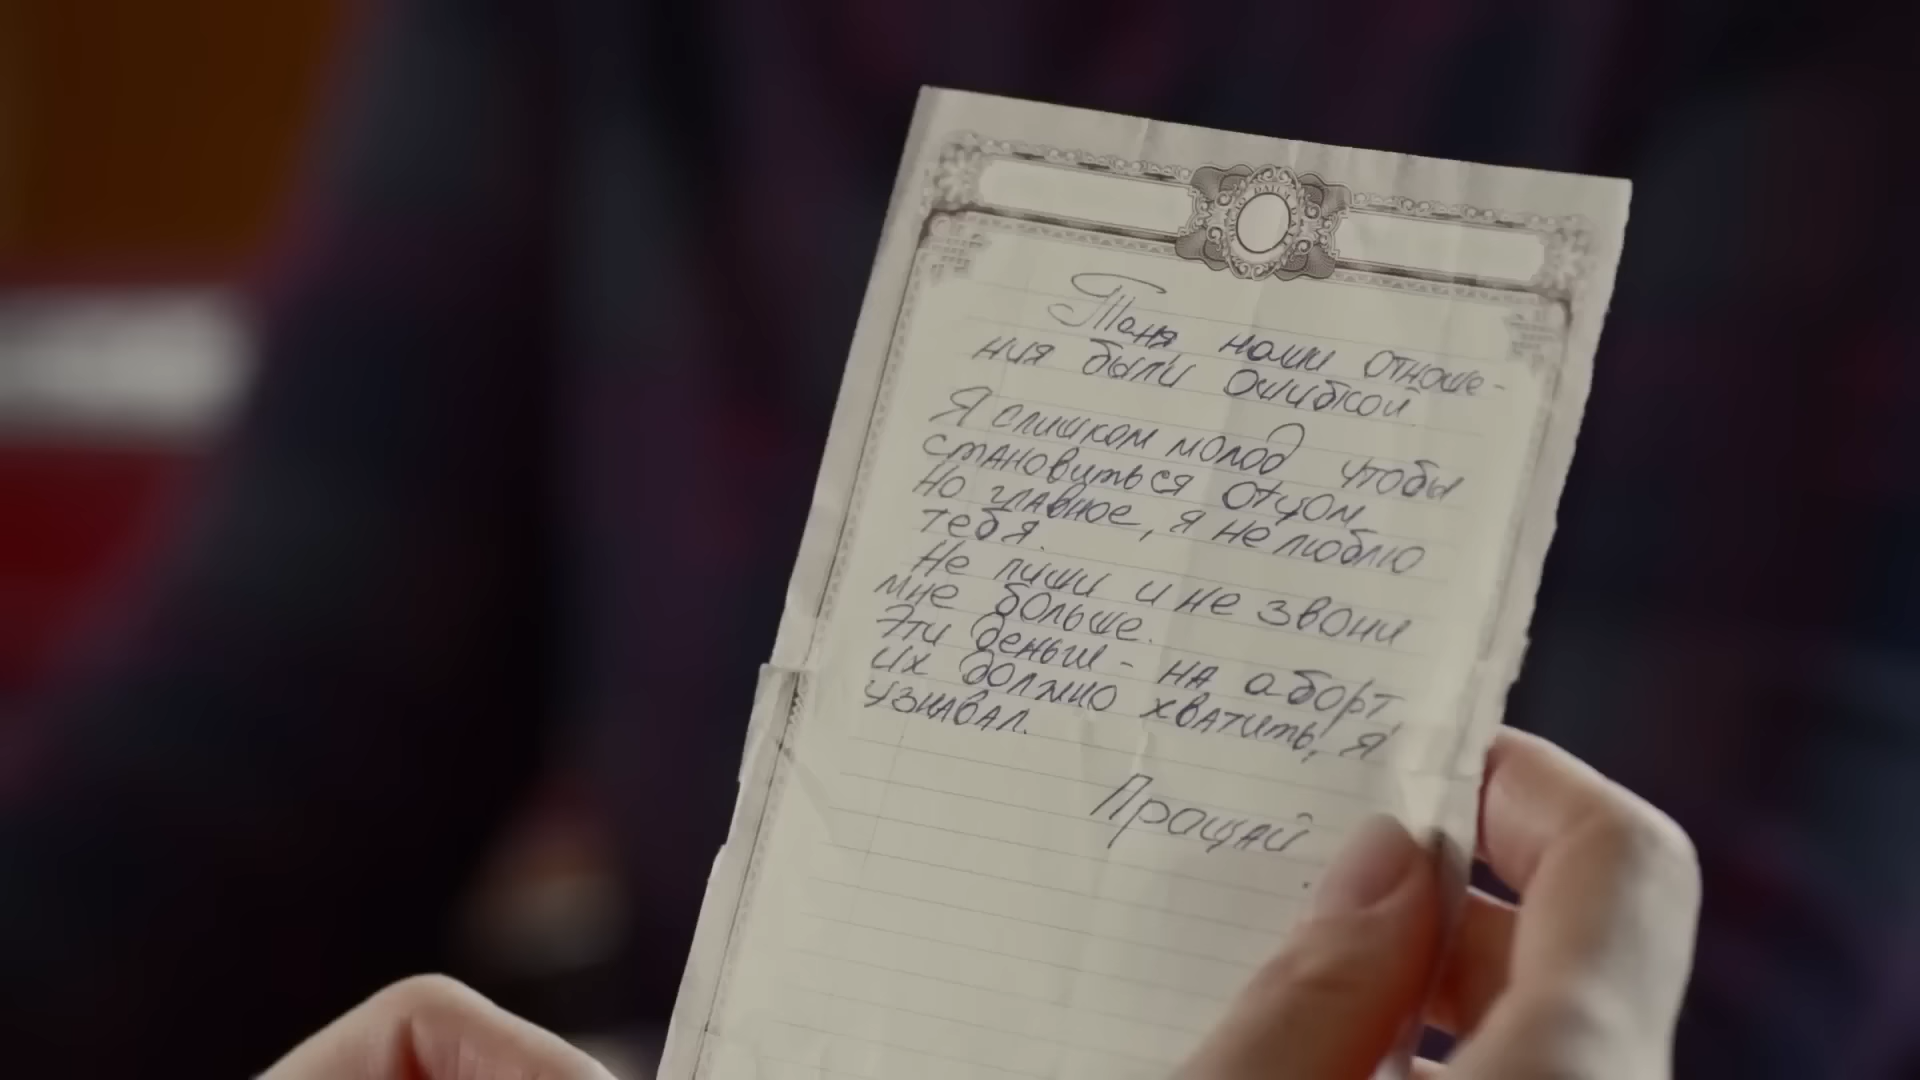 Таня наши отноше-
ния были ошибкой
Я слишком молод чтобы
становиться отцом
Но главное, я не люблю
тебя.
Не пиши и не звони
мне больше.
Эти деньги - на аборт,
их должно хватить, я
узнавал.
Прощай